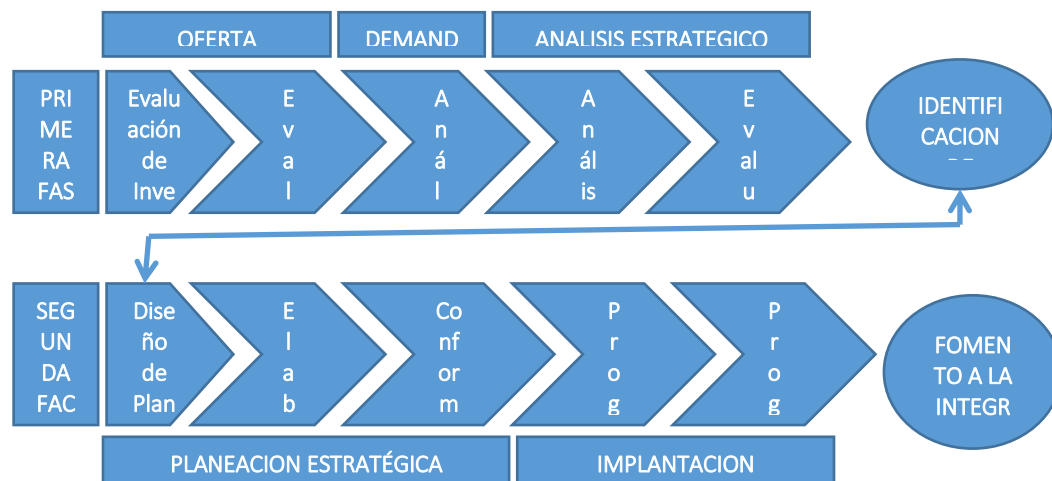 OFERTA
DEMAND
ANALISIS ESTRATEGICO
PRI
ME
RA
FAS
Evalu
ación
de
Inve
E
v
a
l
A
n
á
l
A
n
ál
is
E
v
al
u
IDENTIFI
CACION
SEG
UN
DA
FAC
Dise
ño
de
Plan
E
l
a
b
Co
nf
or
m
P
r
o
g
P
r
o
g
FOMEN
TO A LA
INTEGR
PLANEACION ESTRATÉGICA
IMPLANTACION